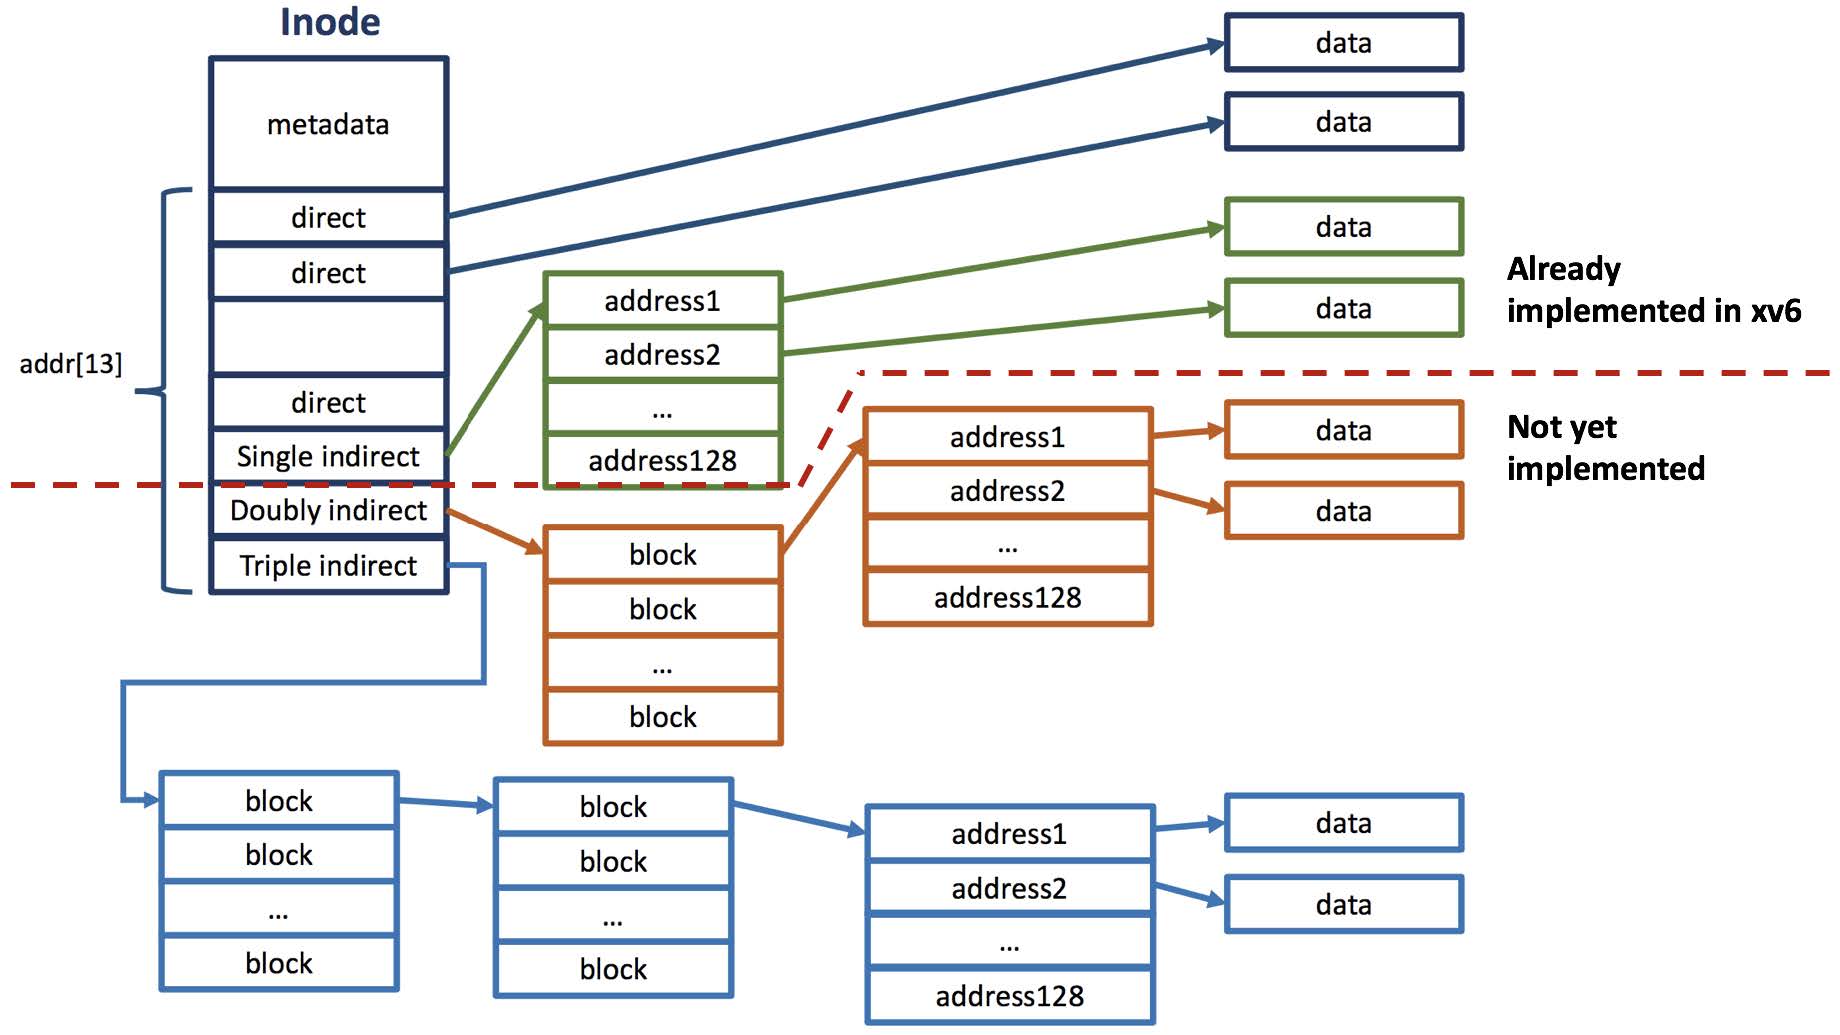 Inode
metadata
direct
direct
direct
Single indirect
Doubly indirect
Triple indirect
addr[13]
address1
address2
...
address128
data
data
data
data
Already
implemented in xv6
Not yet
implemented
block
block
...
block
address1
address2
...
address128
data
data
block
block
...
block
block
block
...
block
address1
address2
...
address128
data
data